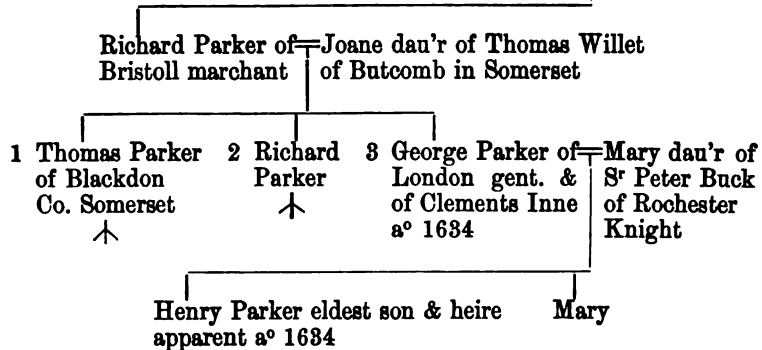 Richard Parker of=Joane dau'r of Thomas Willet
Bristoll marchant of Butcomb in Somerset
1 Thomas Parker
of Blackdon
Co. Somerset
2 Richard
Parker
3 George Parker of=Mary dau'r of
London gent. & Sʳ Peter Buck
of Clements Inne of Rochester
aº 1634 Knight
Henry Parker eldest son & heire
apparent aº 1634
Mary